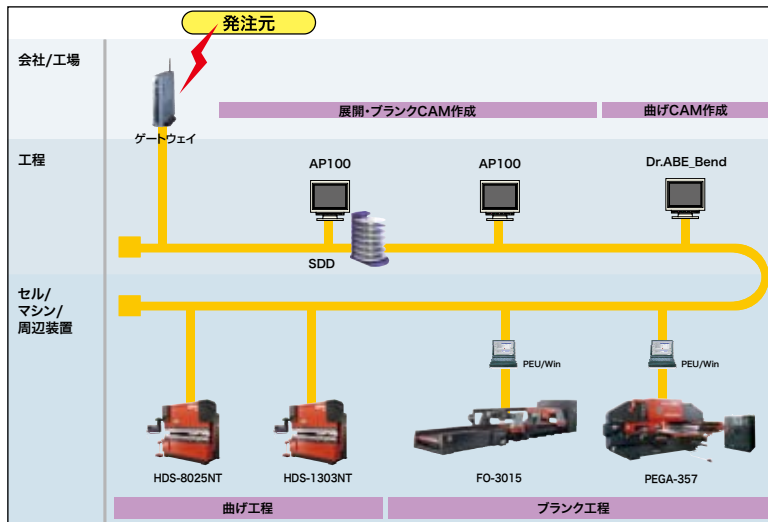 発注元
会社/工場
ゲートウェイ
展開・ブランクCAM作成
曲げCAM作成
工程
AP100
AP100
Dr.ABE_Bend
SDD
セル/
マシン/
周辺装置
PEU/Win
PEU/Win
HDS-8025NT
HDS-1303NT
FO-3015
PEGA-357
曲げ工程
ブランク工程